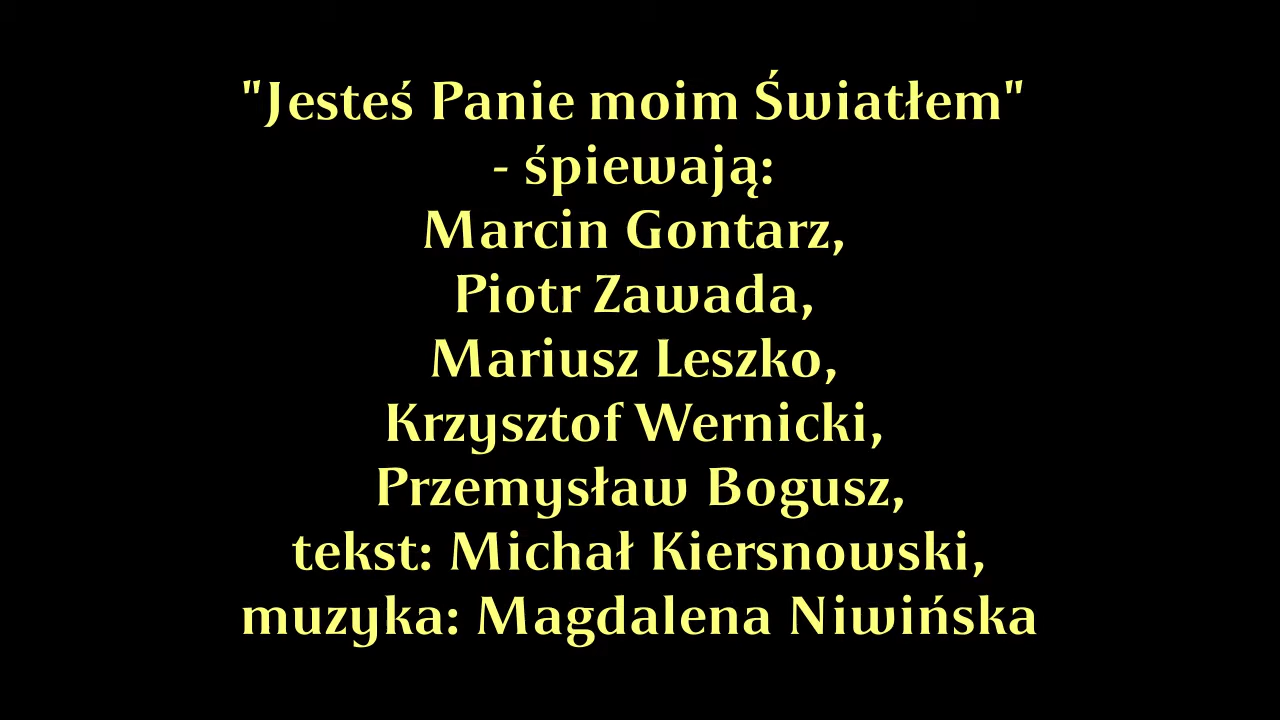 "Jesteś Panie moim Światłem"
- śpiewają:
Marcin Gontarz,
Piotr Zawada,
Mariusz Leszko,
Krzysztof Wernicki,
Przemysław Bogusz,
tekst: Michał Kiersnowski,
muzyka: Magdalena Niwińska